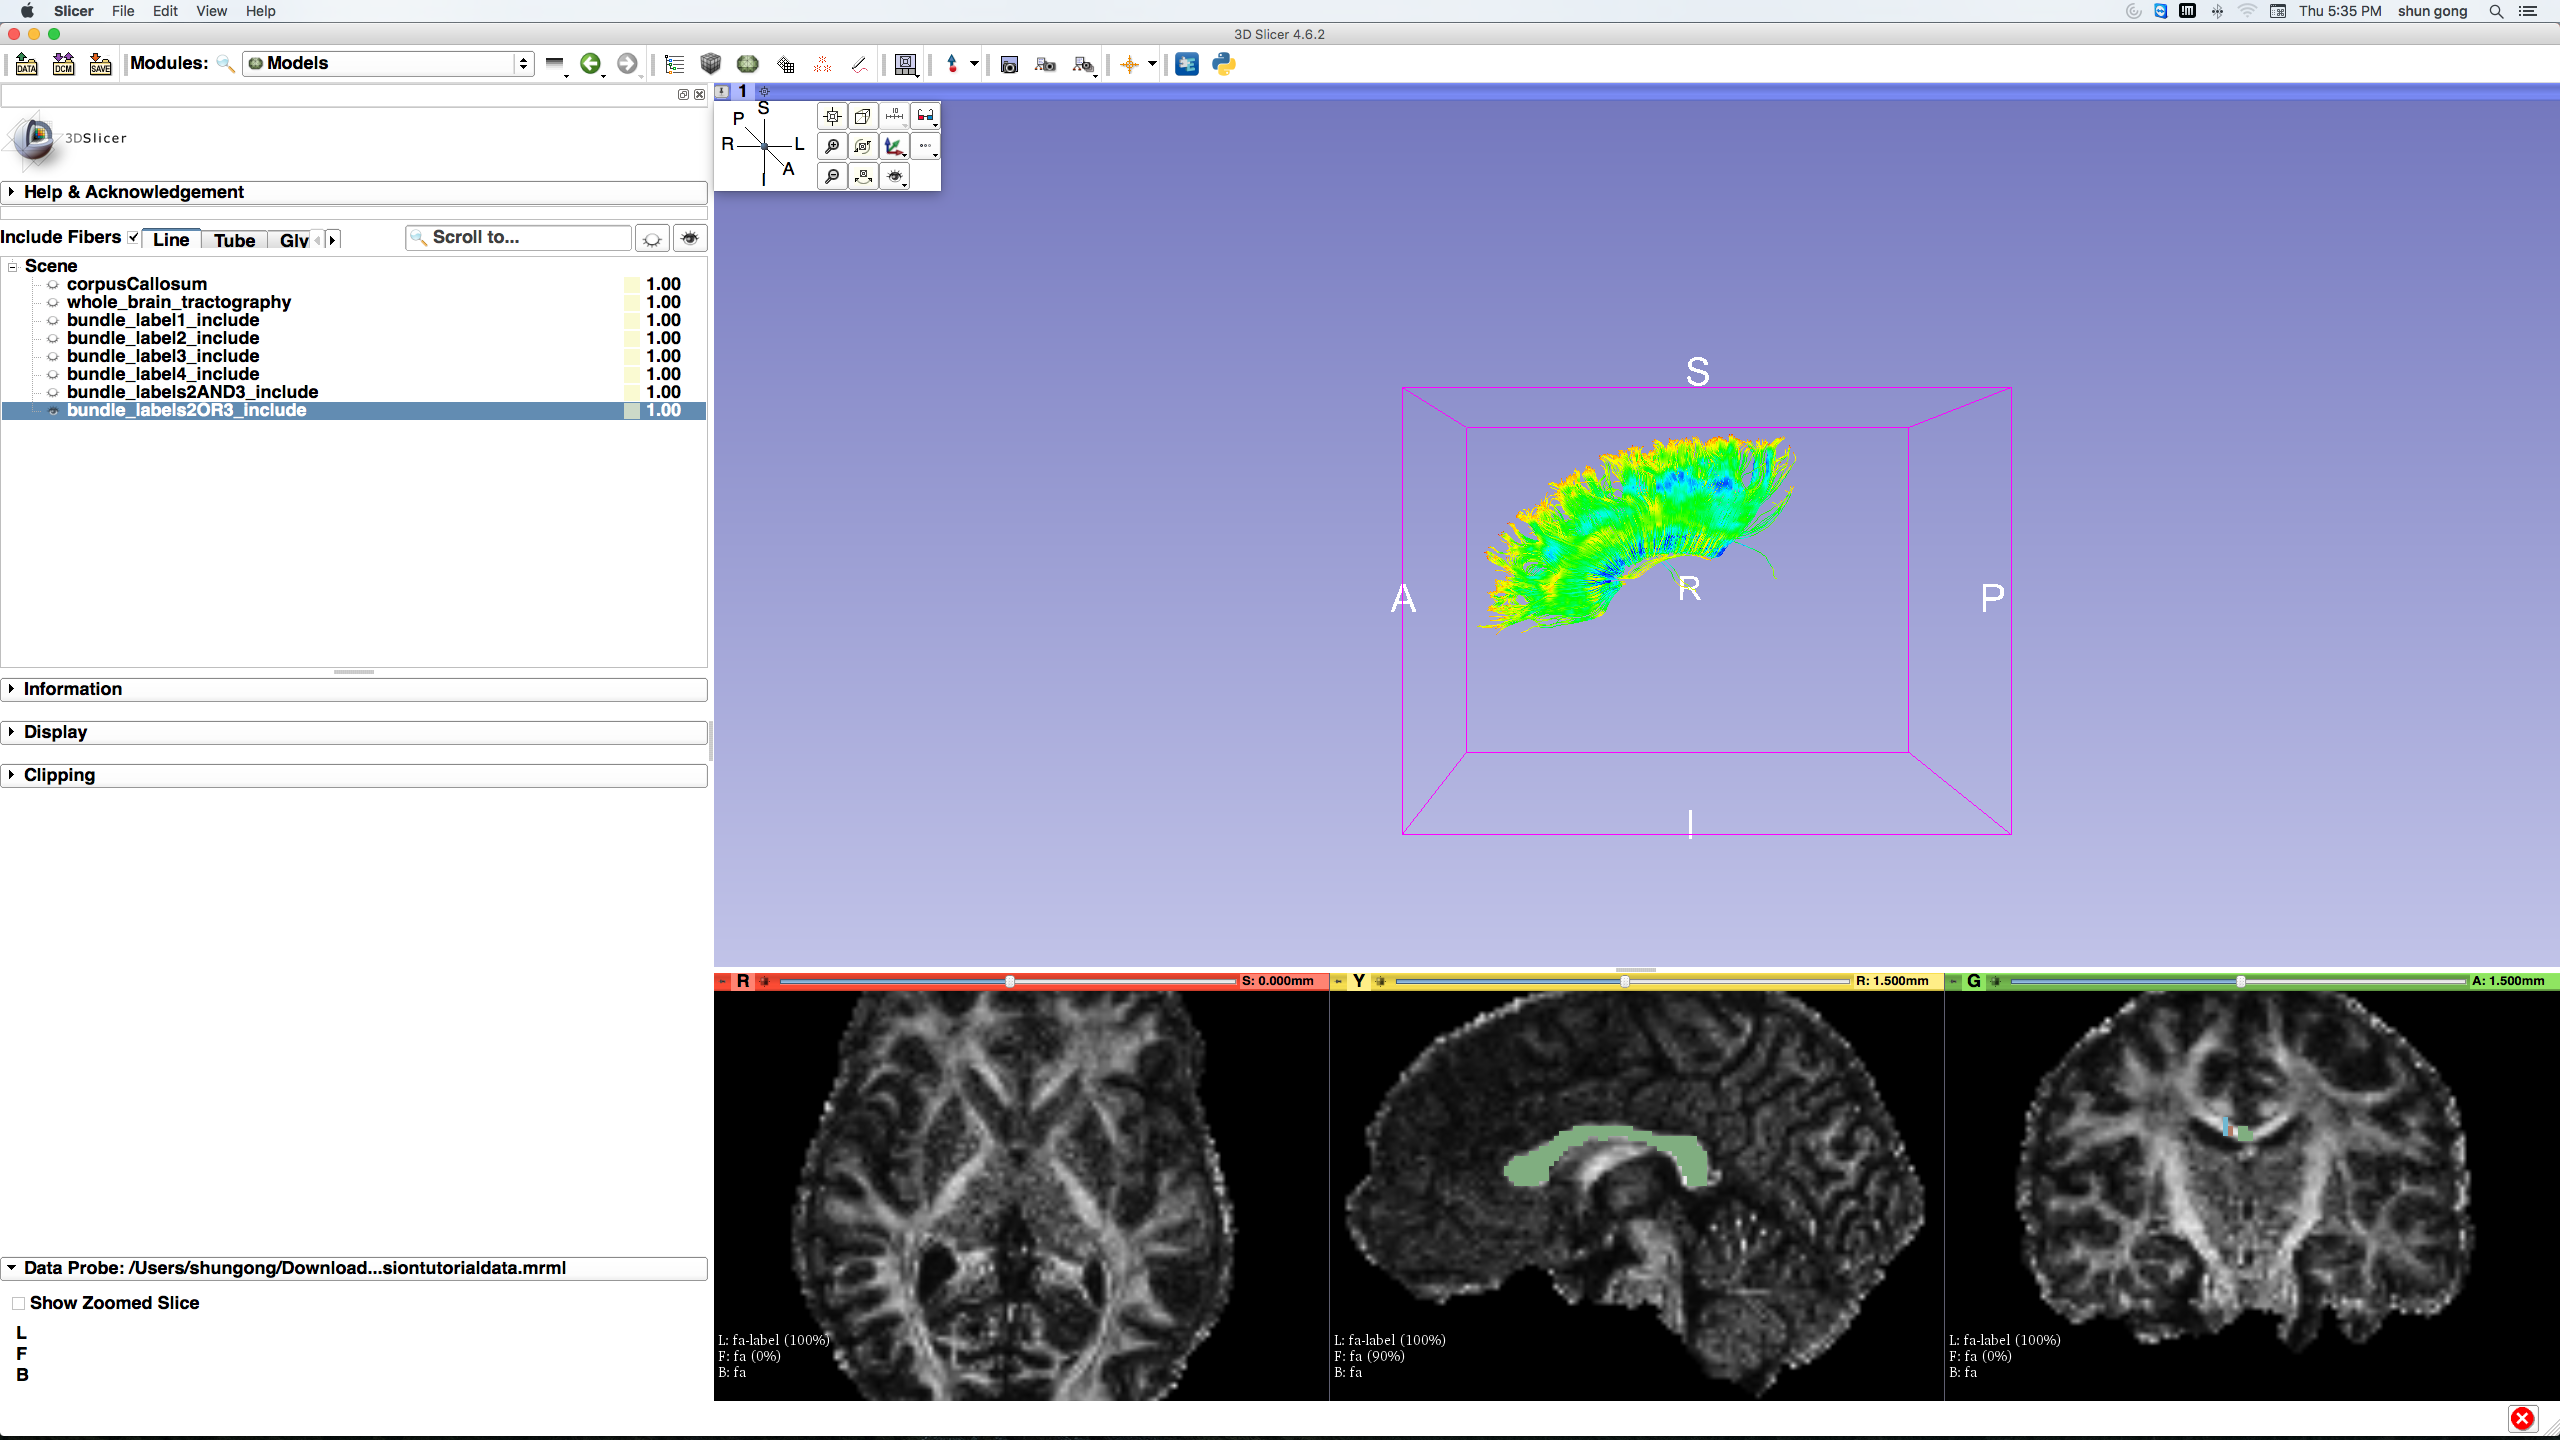 Slicer File Edit View Help
Thu 5:35 PM shun gong
3D Slicer 4.6.2
DATA DCM SAVE Modules: Models
1
S
P
R L
A
I
3DSlicer
Help & Acknowledgement
Include Fibers Line Tube Gly Scroll to...
Scene
corpusCallosum 1.00
whole_brain_tractography 1.00
bundle_label1_include 1.00
bundle_label2_include 1.00
bundle_label3_include 1.00
bundle_label4_include 1.00
bundle_labels2AND3_include 1.00
bundle_labels2OR3_include 1.00
S
A R P
I
Information
Display
Clipping
R S: 0.000mm
Y R: 1.500mm
G A: 1.500mm
Data Probe: /Users/shungong/Download...siontutorialdata.mrml
Show Zoomed Slice
L
F
B
L: fa-label (100%)
F: fa (0%)
B: fa
L: fa-label (100%)
F: fa (90%)
B: fa
L: fa-label (100%)
F: fa (0%)
B: fa